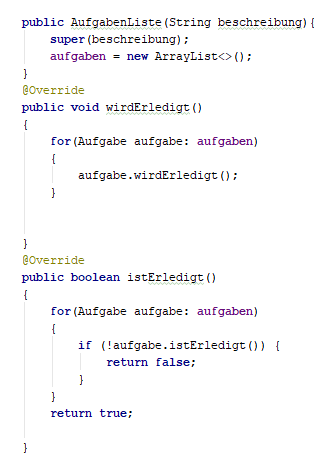 public AufgabenListe(String beschreibung){
    super(beschreibung);
    aufgaben = new ArrayList<>();
}
@Override
public void wirdErledigt()
{
    for(Aufgabe aufgabe: aufgaben)
    {
        aufgabe.wirdErledigt();
    }
}
@Override
public boolean istErledigt()
{
    for(Aufgabe aufgabe: aufgaben)
    {
        if (!aufgabe.istErledigt()) {
            return false;
        }
    }
    return true;
}